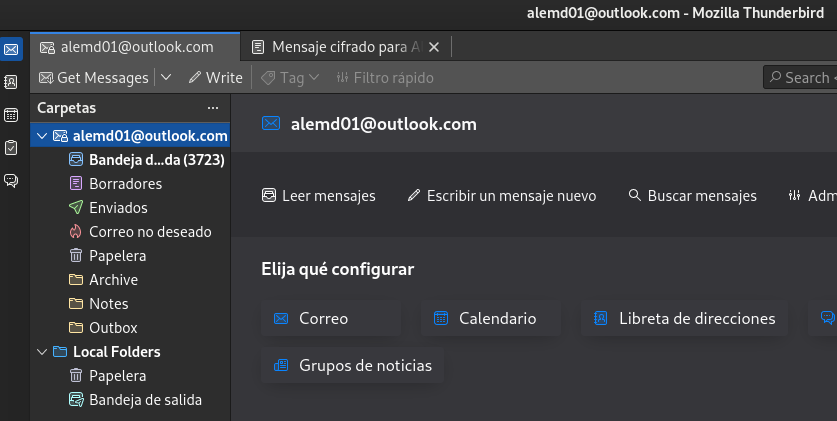 alemd01@outlook.com - Mozilla Thunderbird
alemd01@outlook.com Mensaje cifrado para A
Get Messages Write Tag Filtro rápido Search
Carpetas
alemd01@outlook.com
Bandeja d...da (3723)
Borradores
Enviados
Correo no deseado
Papelera
Archive
Notes
Outbox
Local Folders
Papelera
Bandeja de salida
alemd01@outlook.com
Leer mensajes Escribir un mensaje nuevo Buscar mensajes Adm
Elija qué configurar
Correo Calendario Libreta de direcciones
Grupos de noticias